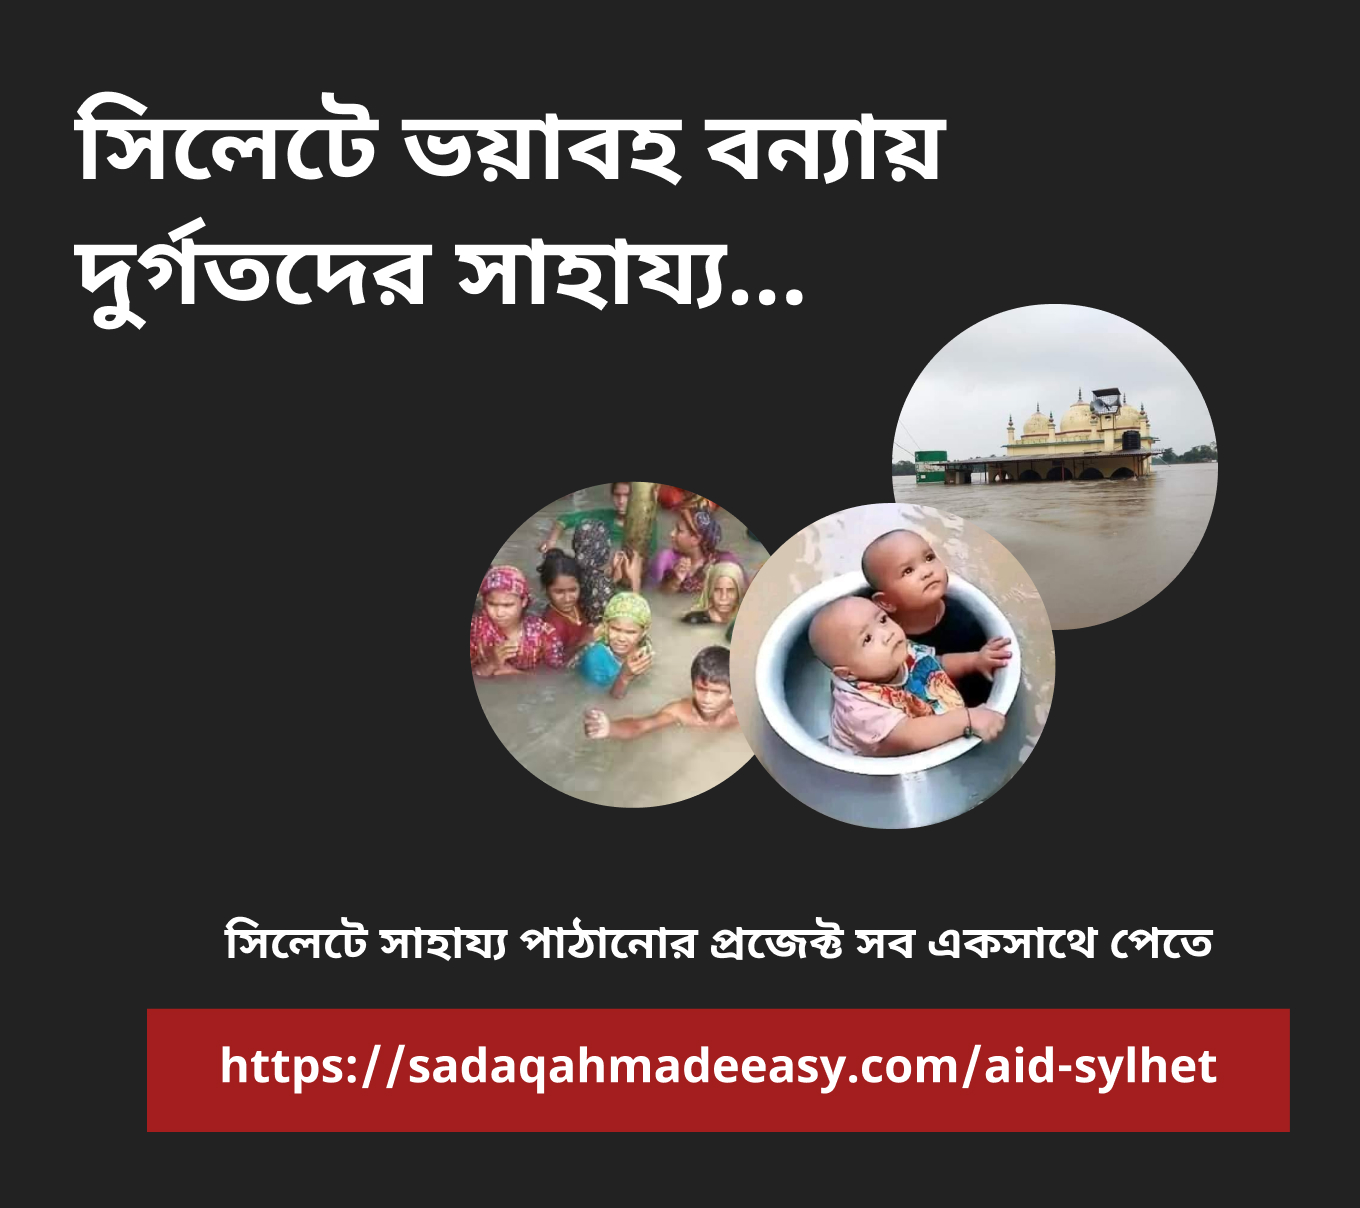 সিলেটে ভয়াবহ বন্যায়
দুর্গতদের সাহায্য...
সিলেটে সাহায্য পাঠানোর প্রজেক্ট সব একসাথে পেতে
https://sadaqahmadeeasy.com/aid-sylhet